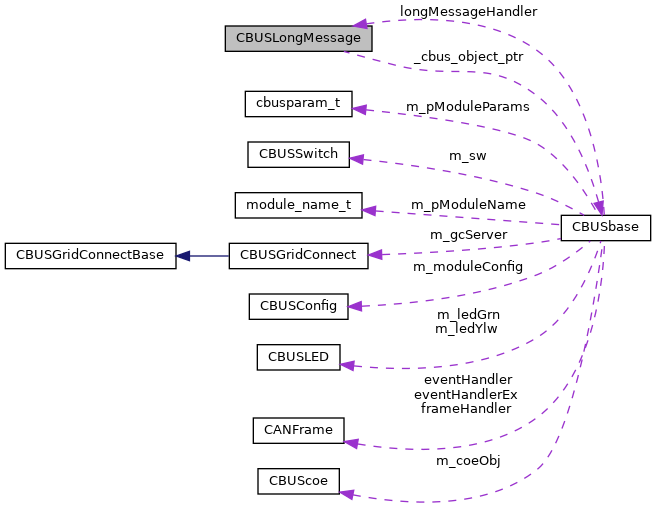 longMessageHandler
CBUSLongMessage
_cbus_object_ptr
cbusparam_t
m_pModuleParams
CBUSSwitch
m_sw
module_name_t
m_pModuleName
CBUSbase
m_gcServer
CBUSGridConnectBase
CBUSGridConnect
m_moduleConfig
CBUSConfig
m_ledGrn
m_ledYlw
CBUSLED
eventHandler
eventHandlerEx
frameHandler
CANFrame
m_coeObj
CBUScoe